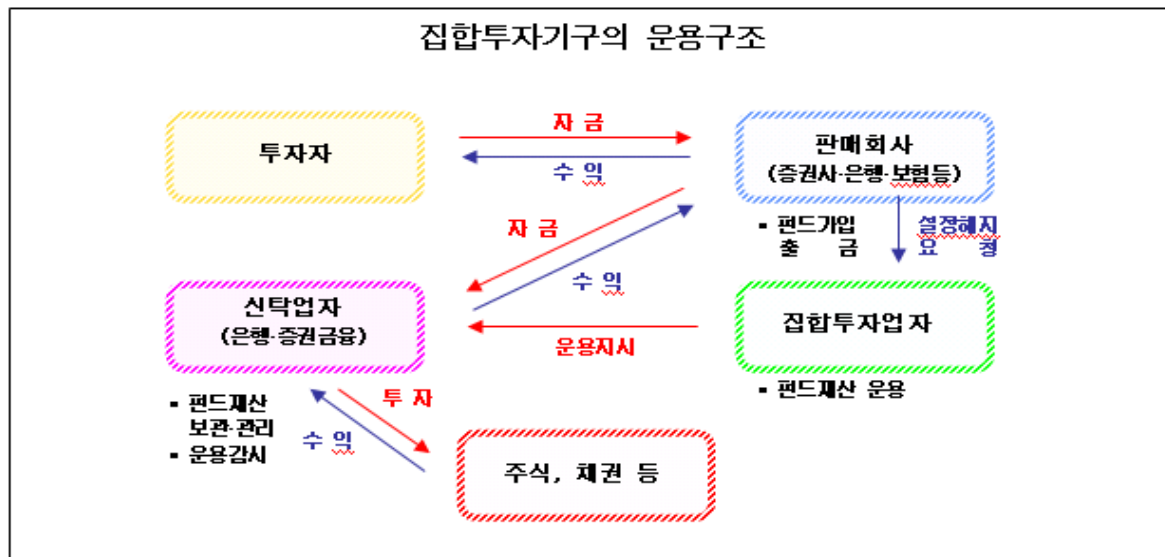 집합투자기구의 운용구조
투자자
자 금
수 익
판매회사
(증권사·은행·보험등)
▪ 펀드가입
출 금
설정해지
요 청
자 금
수 익
신탁업자
(은행·증권금융)
운용지시
집합투자업자
▪ 펀드재산
보관·관리
▪ 운용감시
투 자
수 익
▪ 펀드재산 운용
주식, 채권 등